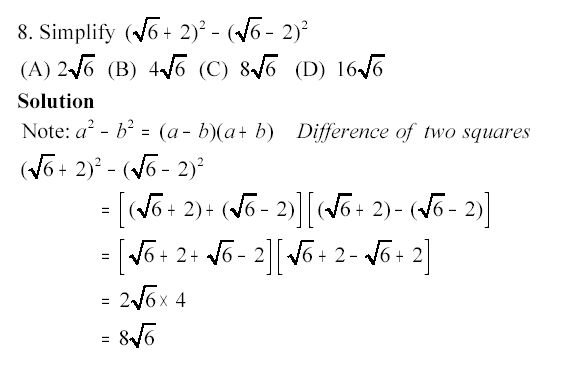 8. Simplify (√6 + 2)² - (√6 - 2)²
(A) 2√6 (B) 4√6 (C) 8√6 (D) 16√6
Solution
Note: a² - b² = (a - b)(a + b) Difference of two squares
(√6 + 2)² - (√6 - 2)²
= [(√6 + 2) + (√6 - 2)][(√6 + 2) - (√6 - 2)]
= [√6 + 2 + √6 - 2][√6 + 2 - √6 + 2]
= 2√6 × 4
= 8√6